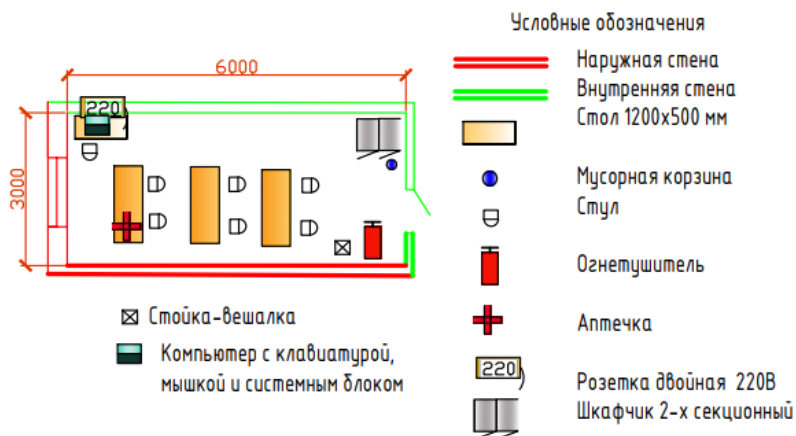 Условные обозначения
6000
Наружная стена
Внутренняя стена
220
Стол 1200х500 мм
3000
Мусорная корзина
Стул
Огнетушитель
Стойка-вешалка
Аптечка
Компьютер с клавиатурой,
мышкой и системным блоком
220
Розетка двойная 220В
Шкафчик 2-х секционный